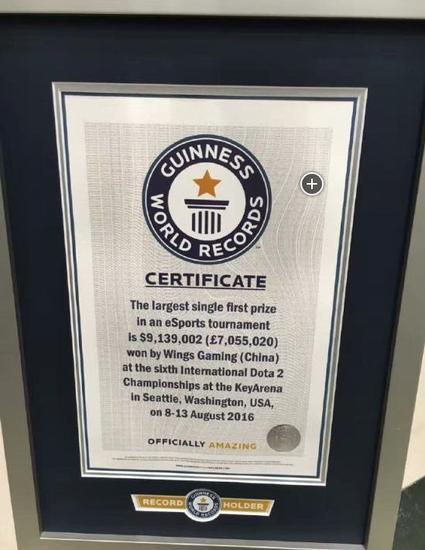 GUINNESS
WORLD RECORDS
CERTIFICATE
The largest single first prize
in an eSports tournament
is $9,139,002 (£7,055,020)
won by Wings Gaming (China)
at the sixth International Dota 2
Championships at the KeyArena
in Seattle, Washington, USA,
on 8-13 August 2016
OFFICIALLY AMAZING
RECORD HOLDER